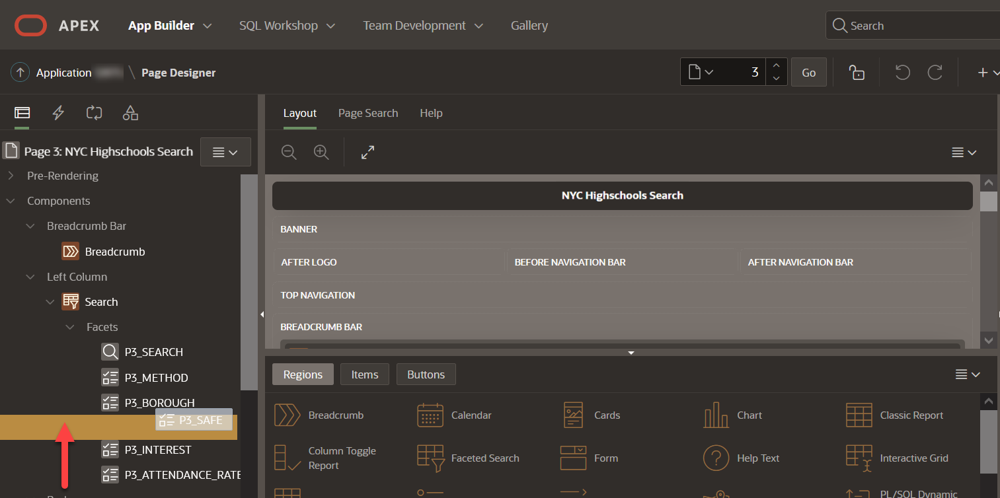 APEX App Builder SQL Workshop Team Development Gallery Search
Application \ Page Designer 3 Go
Layout Page Search Help
Page 3: NYC Highschools Search
Pre-Rendering
Components
Breadcrumb Bar
Breadcrumb
Left Column
Search
Facets
P3_SEARCH
P3_METHOD
P3_BOROUGH
P3_SAFE
P3_INTEREST
P3_ATTENDANCE_RATE
NYC Highschools Search
BANNER
AFTER LOGO BEFORE NAVIGATION BAR AFTER NAVIGATION BAR
TOP NAVIGATION
BREADCRUMB BAR
Regions Items Buttons
Breadcrumb Calendar Cards Chart Classic Report
Column Toggle
Report
Faceted Search Form Help Text Interactive Grid
PL/SQL Dynamic